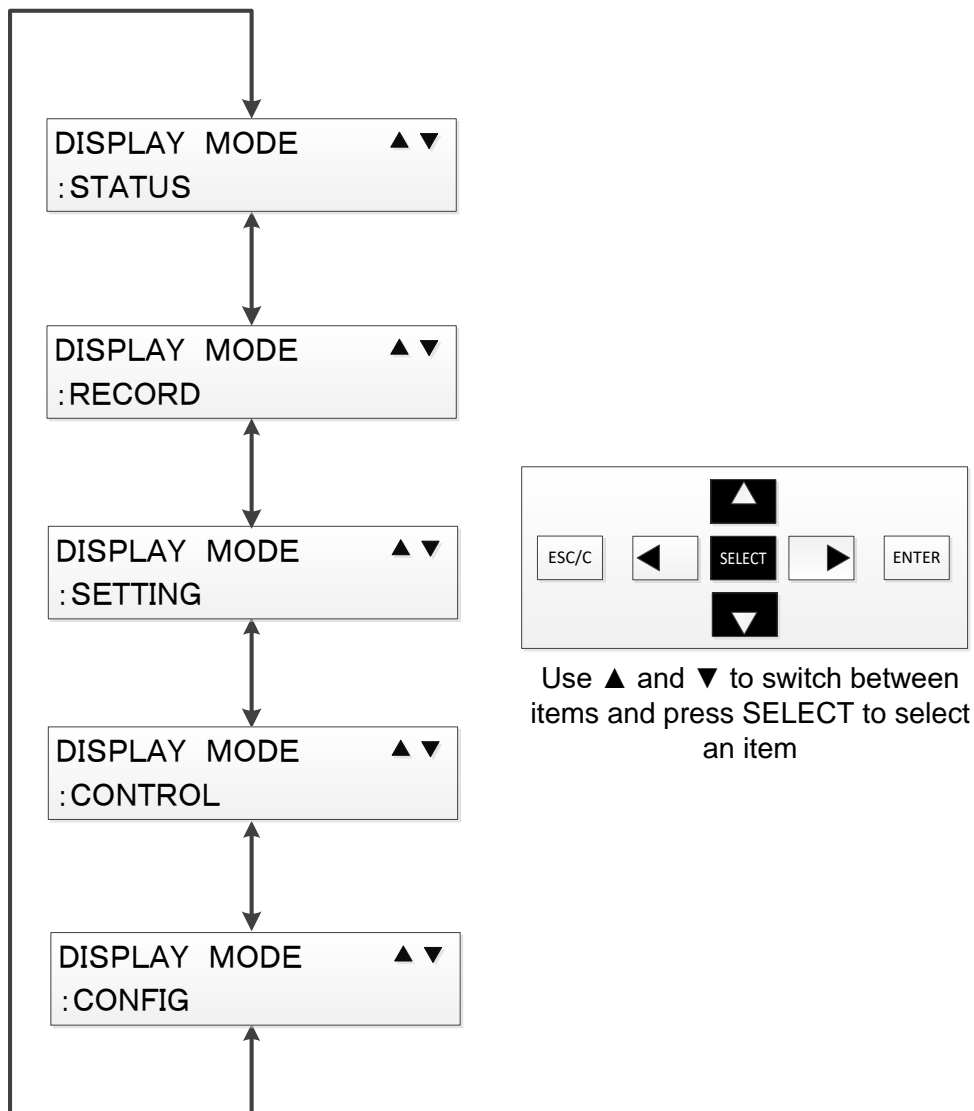 DISPLAY MODE ▲ ▼
:STATUS
DISPLAY MODE ▲ ▼
:RECORD
DISPLAY MODE ▲ ▼
:SETTING
DISPLAY MODE ▲ ▼
:CONTROL
DISPLAY MODE ▲ ▼
:CONFIG
ESC/C ◀ SELECT ▶ ENTER
Use ▲ and ▼ to switch between
items and press SELECT to select
an item